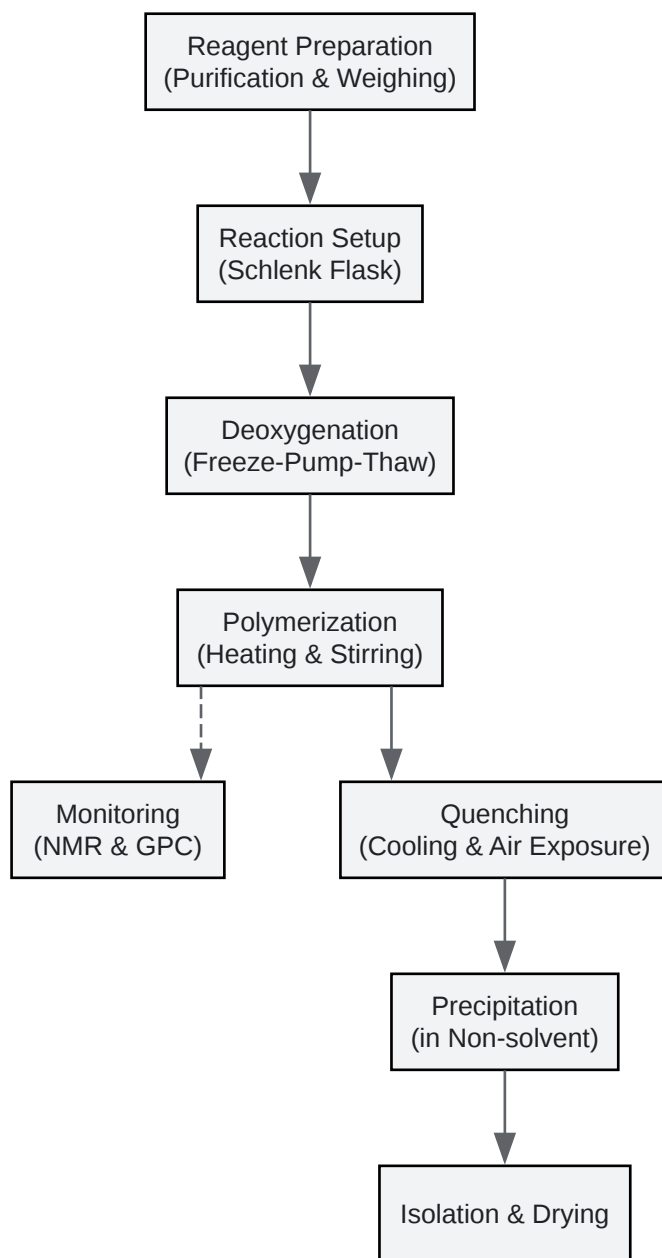 Reagent Preparation
(Purification & Weighing)
Reaction Setup
(Schlenk Flask)
Deoxygenation
(Freeze-Pump-Thaw)
Polymerization
(Heating & Stirring)
Monitoring
(NMR & GPC)
Quenching
(Cooling & Air Exposure)
Precipitation
(in Non-solvent)
Isolation & Drying